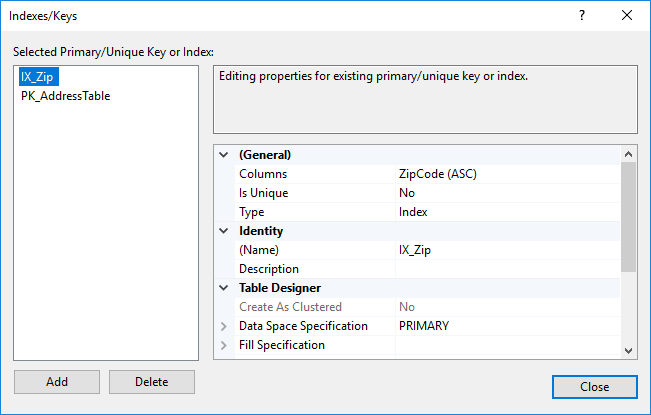 Indexes/Keys
?
Selected Primary/Unique Key or Index:
IX_Zip
PK_AddressTable
Editing properties for existing primary/unique key or index.
(General)
Columns ZipCode (ASC)
Is Unique No
Type Index
Identity
(Name) IX_Zip
Description
Table Designer
Create As Clustered No
Data Space Specification PRIMARY
Fill Specification
Add Delete
Close